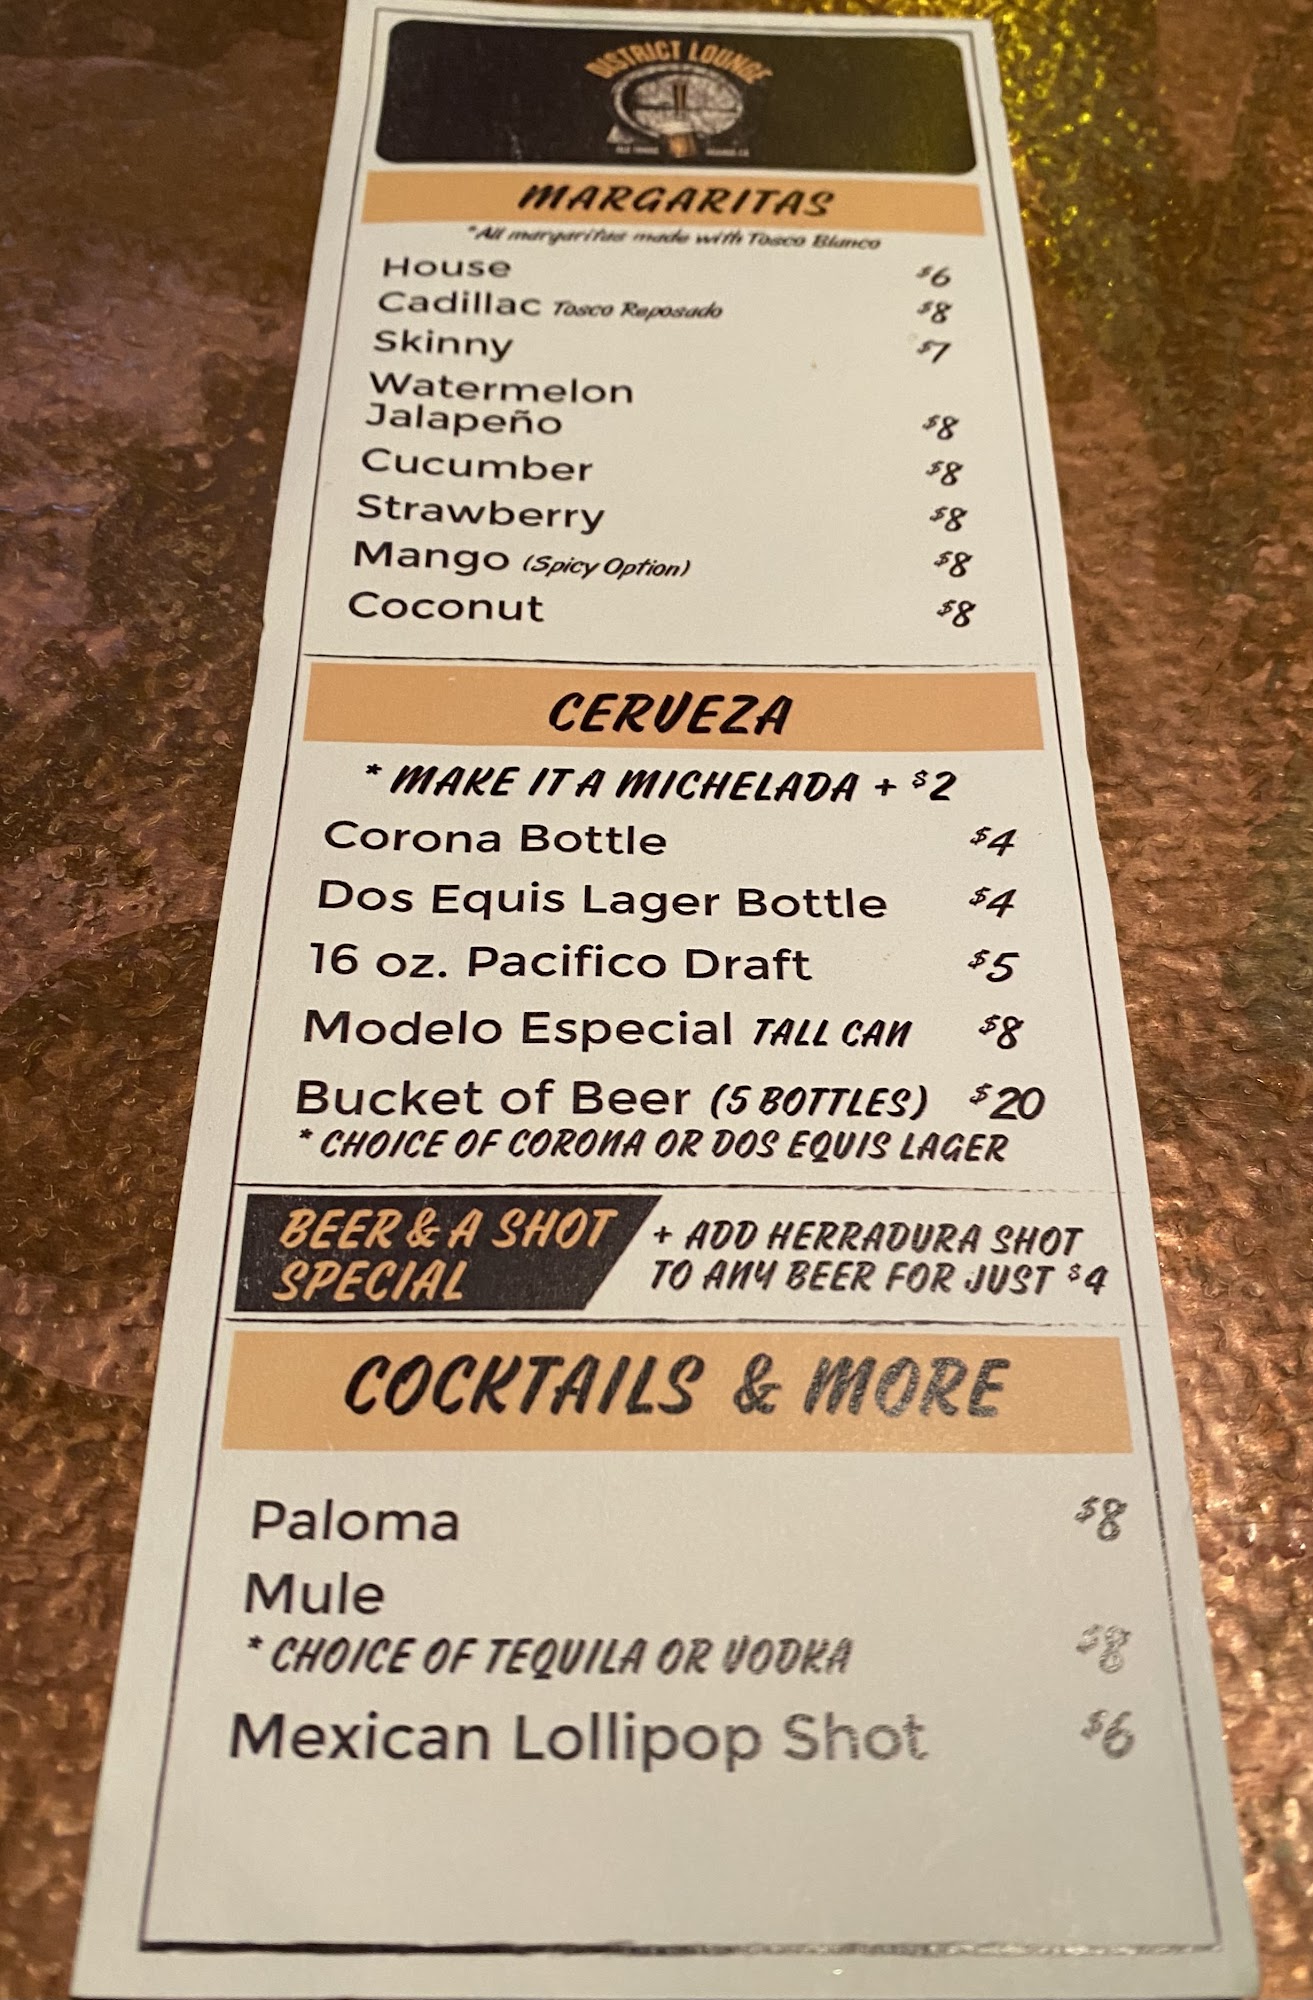 DISTRICT LOUNGE
MARGARITAS
*All margaritas made with Tosco Blanco
House $6
Cadillac Tosco Reposado $8
Skinny $7
Watermelon
Jalapeño $8
Cucumber $8
Strawberry $8
Mango (Spicy Option) $8
Coconut $8
CERVEZA
* MAKE IT A MICHELADA + $2
Corona Bottle $4
Dos Equis Lager Bottle $4
16 oz. Pacifico Draft $5
Modelo Especial TALL CAN $8
Bucket of Beer (5 BOTTLES) $20
* CHOICE OF CORONA OR DOS EQUIS LAGER
BEER & A SHOT
SPECIAL
+ ADD HERRADURA SHOT
TO ANY BEER FOR JUST $4
COCKTAILS & MORE
Paloma $8
Mule
* CHOICE OF TEQUILA OR VODKA $8
Mexican Lollipop Shot $6